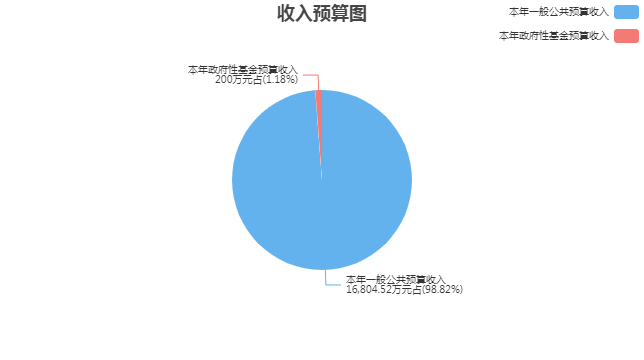 收入预算图
本年一般公共预算收入
本年政府性基金预算收入
本年政府性基金预算收入
200万元占(1.18%)
本年一般公共预算收入
16,804.52万元占(98.82%)